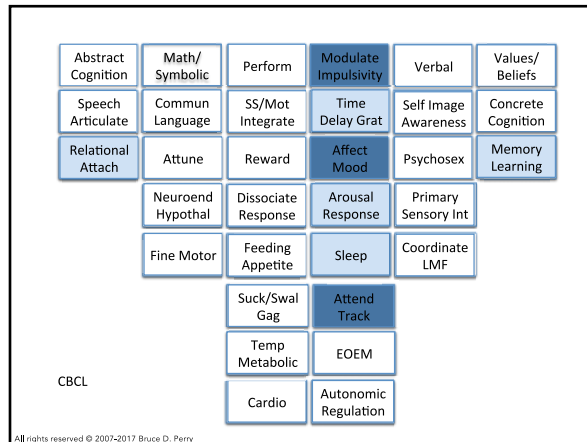 Abstract Cognition
Math/ Symbolic
Perform
Modulate Impulsivity
Verbal
Values/ Beliefs
Speech Articulate
Commun Language
SS/Mot Integrate
Time Delay Grat
Self Image Awareness
Concrete Cognition
Relational Attach
Attune
Reward
Affect Mood
Psychosex
Memory Learning
Neuroend Hypothal
Dissociate Response
Arousal Response
Primary Sensory Int
Fine Motor
Feeding Appetite
Sleep
Coordinate LMF
Suck/Swal Gag
Attend Track
Temp Metabolic
EOEM
CBCL
Cardio
Autonomic Regulation
All rights reserved © 2007-2017 Bruce D. Perry